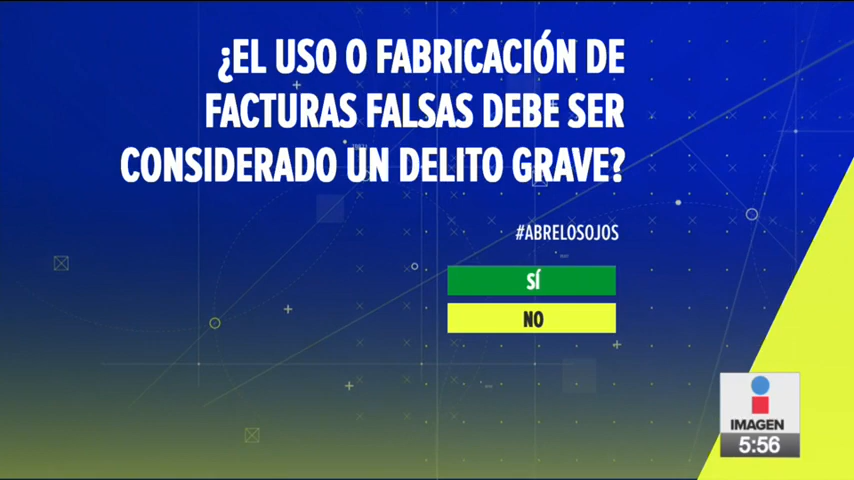 ¿EL USO O FABRICACIÓN DE
FACTURAS FALSAS DEBE SER
CONSIDERADO UN DELITO GRAVE?
#ABRELOSOJOS
SÍ
NO
IMAGEN
5:56